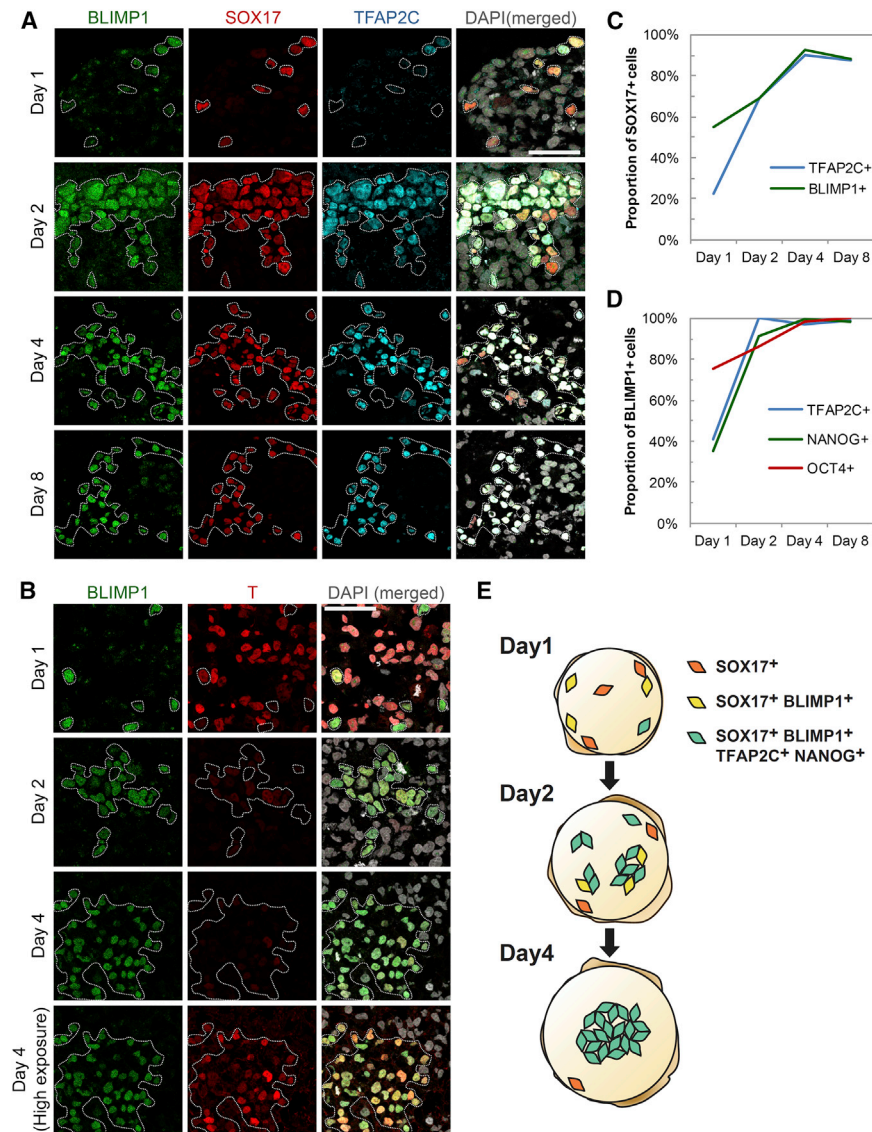 A
BLIMP1 SOX17 TFAP2C DAPI(merged)
Day 1
Day 2
Day 4
Day 8
B
BLIMP1 T DAPI (merged)
Day 1
Day 2
Day 4
Day 4
(High exposure)
C
Proportion of SOX17+ cells
100%
80%
60%
40%
20%
0%
TFAP2C+
BLIMP1+
Day 1 Day 2 Day 4 Day 8
D
Proportion of BLIMP1+ cells
100%
80%
60%
40%
20%
0%
TFAP2C+
NANOG+
OCT4+
Day 1 Day 2 Day 4 Day 8
E
Day1
SOX17⁺
SOX17⁺ BLIMP1⁺
SOX17⁺ BLIMP1⁺
TFAP2C⁺ NANOG⁺
Day2
Day4